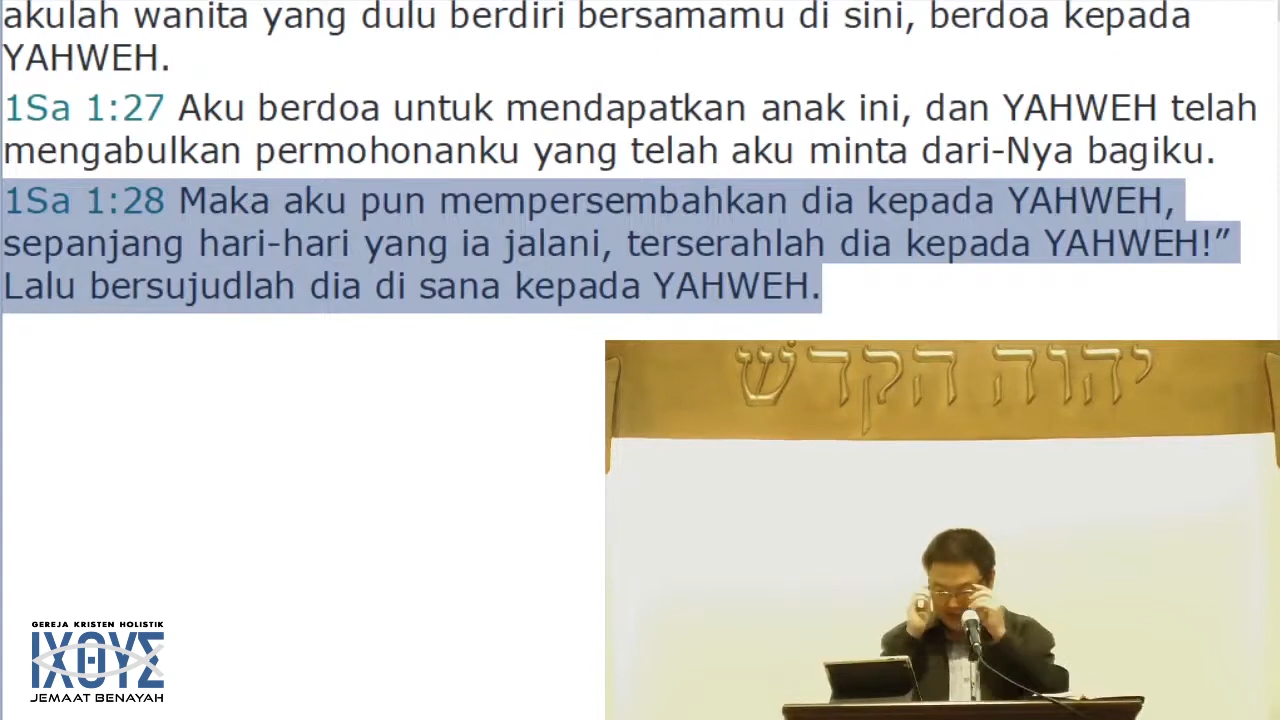 akulah wanita yang dulu berdiri bersamamu di sini, berdoa kepada
YAHWEH.
1Sa 1:27 Aku berdoa untuk mendapatkan anak ini, dan YAHWEH telah
mengabulkan permohonanku yang telah aku minta dari-Nya bagiku.
1Sa 1:28 Maka aku pun mempersembahkan dia kepada YAHWEH,
sepanjang hari-hari yang ia jalani, terserahlah dia kepada YAHWEH!”
Lalu bersujudlah dia di sana kepada YAHWEH.
יהוה הקדשׁ
GEREJA KRISTEN HOLISTIK
ΙΧΘΥΣ
JEMAAT BENAYAH